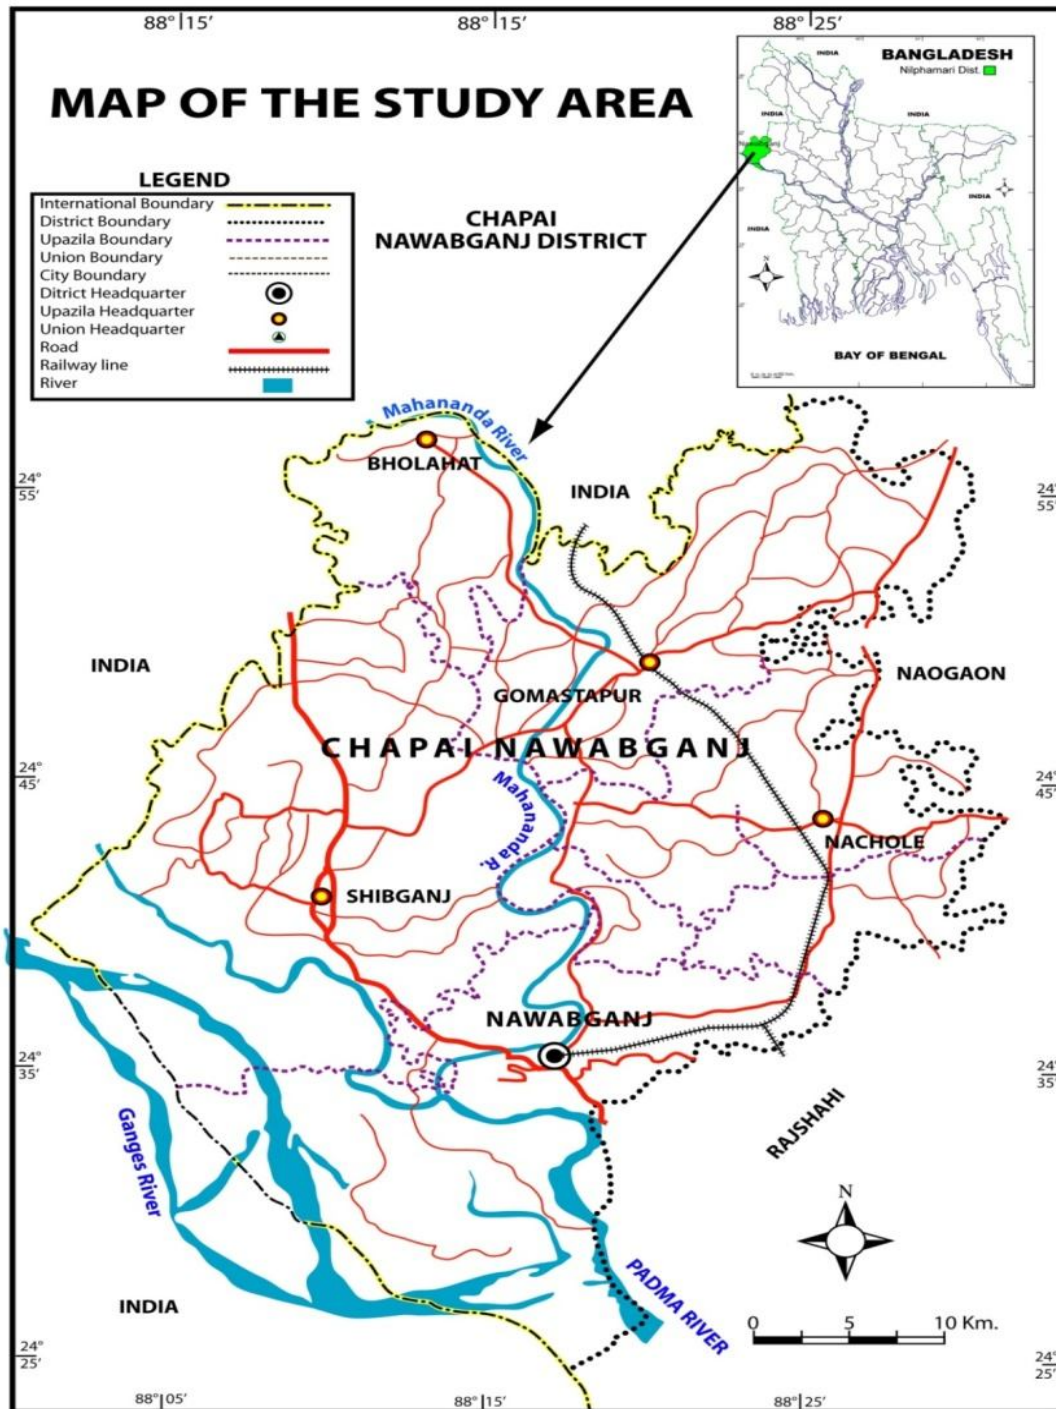 88° 15′
88° 15′
88° 25′
MAP OF THE STUDY AREA
BANGLADESH
Nilphamari Dist.
INDIA
INDIA
INDIA
INDIA
INDIA
N
BAY OF BENGAL
LEGEND
International Boundary
District Boundary
Upazila Boundary
Union Boundary
City Boundary
Ditrict Headquarter
Upazila Headquarter
Union Headquarter
Road
Railway line
River
CHAPAI
NAWABGANJ DISTRICT
Mahananda River
BHOLAHAT
INDIA
24°
55′
24°
55′
INDIA
NAOGAON
GOMASTAPUR
CHAPAI NAWABGANJ
24°
45′
24°
45′
Mahananda R.
NACHOLE
SHIBGANJ
NAWABGANJ
24°
35′
24°
35′
RAJSHAHI
Ganges River
N
PADMA RIVER
INDIA
0 5 10 Km.
24°
25′
24°
25′
88° 05′
88° 15′
88° 25′